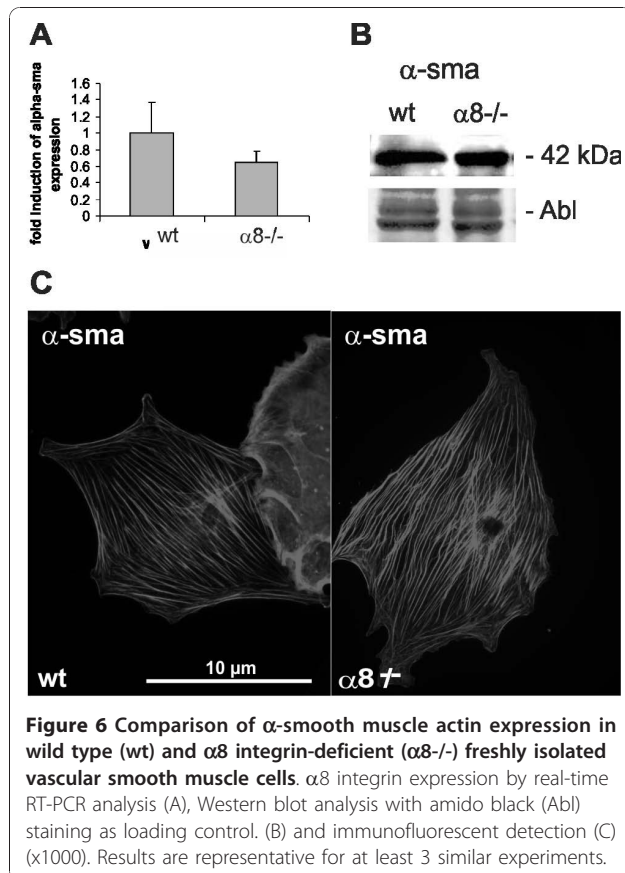 A
fold Induction of alpha-sma
expression
1.6
1.4
1.2
1
0.8
0.6
0.4
0.2
0
v wt
α8-/-
B
α-sma
wt α8-/-
- 42 kDa
- Abl
C
α-sma
α-sma
wt
10 µm
α8 -/-
Figure 6 Comparison of α-smooth muscle actin expression in
wild type (wt) and α8 integrin-deficient (α8-/-) freshly isolated
vascular smooth muscle cells. α8 integrin expression by real-time
RT-PCR analysis (A), Western blot analysis with amido black (Abl)
staining as loading control. (B) and immunofluorescent detection (C)
(x1000). Results are representative for at least 3 similar experiments.